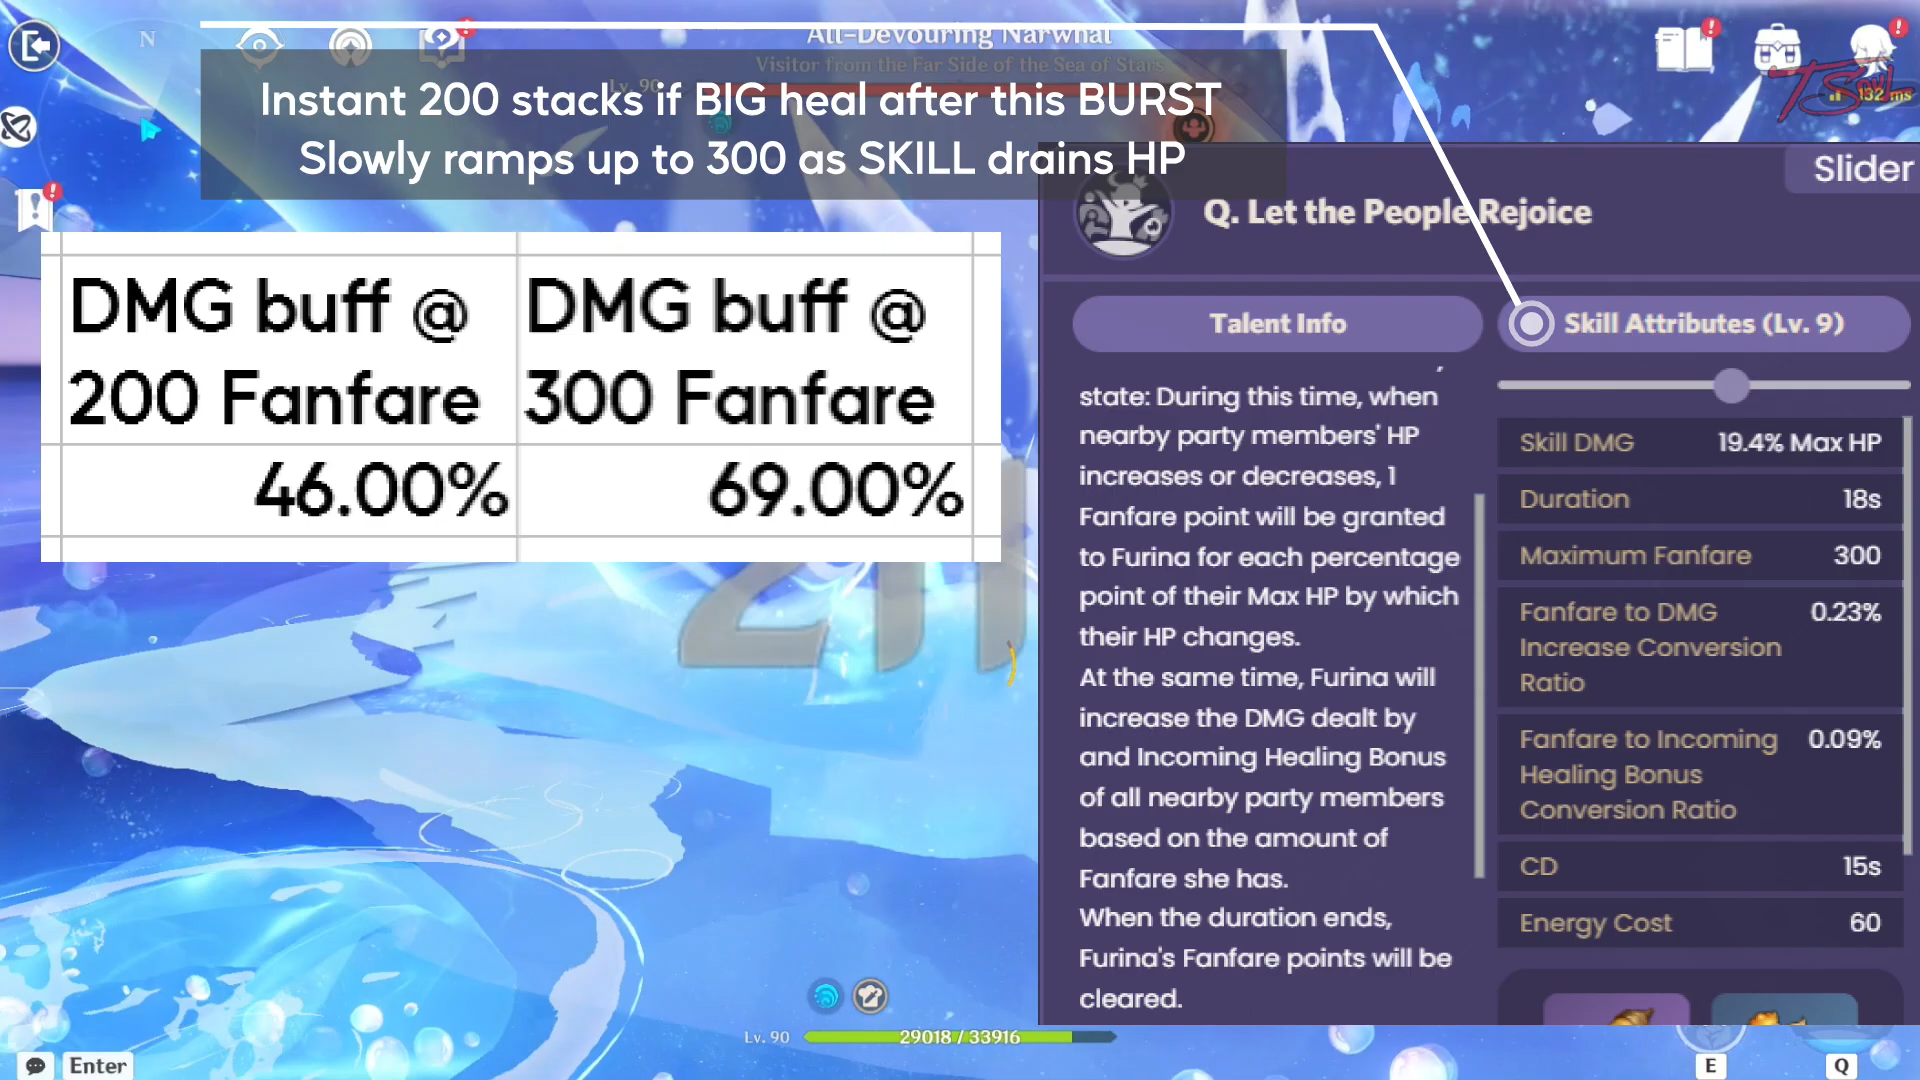 N
All-Devouring Narwhal
Visitor from the Far Side of the Sea of Stars
Lv. 90
132 ms
Instant 200 stacks if BIG heal after this BURST
Slowly ramps up to 300 as SKILL drains HP
Slider
Q. Let the People Rejoice
DMG buff @
200 Fanfare
46.00%
DMG buff @
300 Fanfare
69.00%
Talent Info
Skill Attributes (Lv. 9)
state: During this time, when
nearby party members' HP
increases or decreases, 1
Fanfare point will be granted
to Furina for each percentage
point of their Max HP by which
their HP changes.
At the same time, Furina will
increase the DMG dealt by
and Incoming Healing Bonus
of all nearby party members
based on the amount of
Fanfare she has.
When the duration ends,
Furina's Fanfare points will be
cleared.
Skill DMG 19.4% Max HP
Duration 18s
Maximum Fanfare 300
Fanfare to DMG 0.23%
Increase Conversion
Ratio
Fanfare to Incoming 0.09%
Healing Bonus
Conversion Ratio
CD 15s
Energy Cost 60
Lv. 90 29018 / 33916
Enter
E
Q